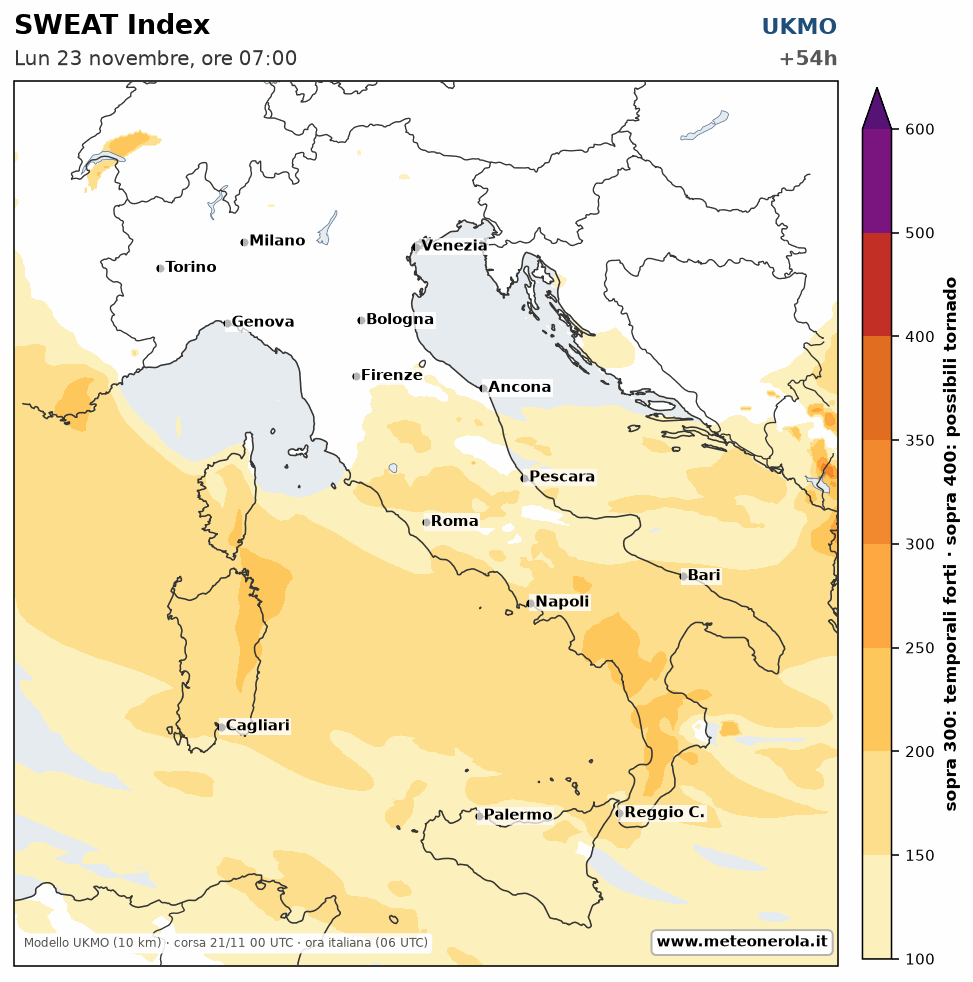 SWEAT Index
UKMO
Lun 23 novembre, ore 07:00
+54h
Milano
Venezia
Torino
Genova
Bologna
Firenze
Ancona
Pescara
Roma
Bari
Napoli
Cagliari
Palermo
Reggio C.
600
500
400
350
300
250
200
150
100
sopra 300: temporali forti · sopra 400: possibili tornado
Modello UKMO (10 km) · corsa 21/11 00 UTC · ora italiana (06 UTC)
www.meteonerola.it